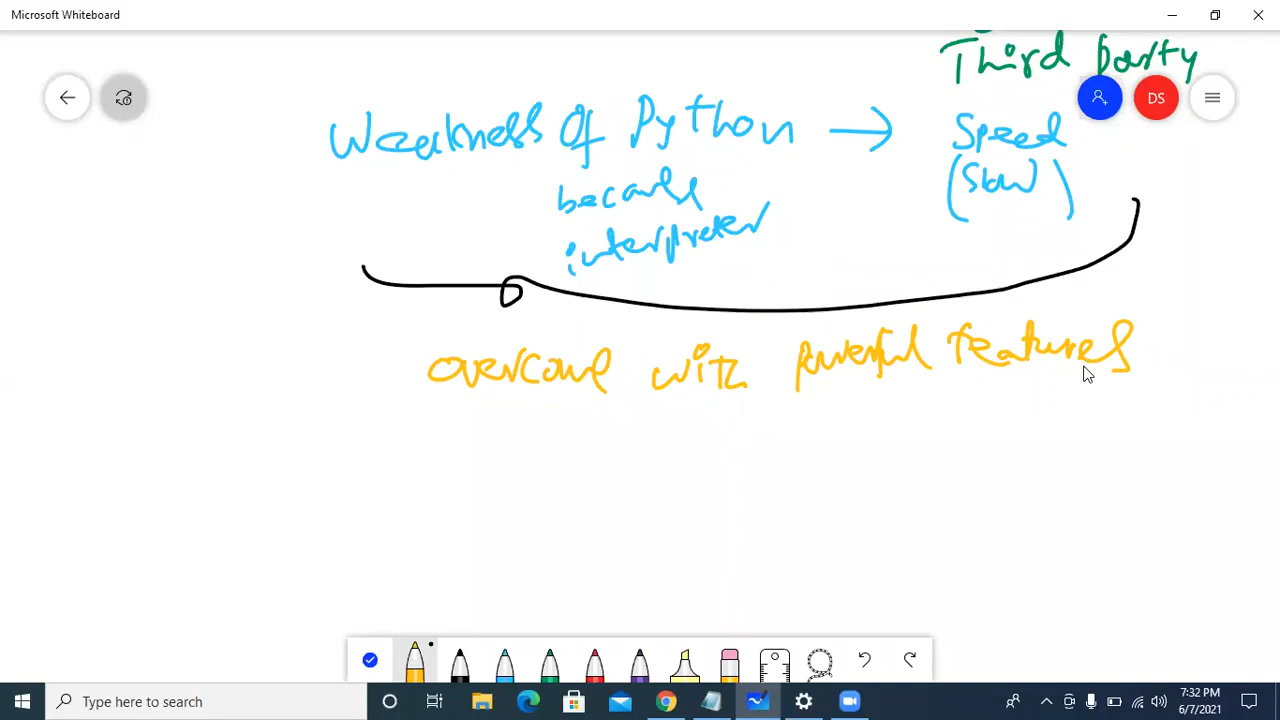 Microsoft Whiteboard
Third party
DS
Weakness of Python → Speed
(Slow)
because
interpreter
overcome with powerful features
Type here to search
7:32 PM
6/7/2021